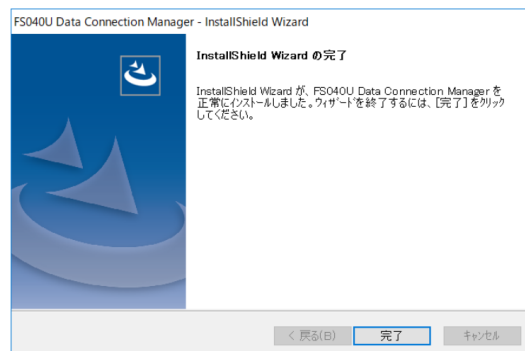 FS040U Data Connection Manager - InstallShield Wizard
InstallShield Wizard の完了
InstallShield Wizard が、FS040U Data Connection Manager を
正常にインストールしました。ウィザードを終了するには、[完了]をクリック
してください。
< 戻る(B)
完了
キャンセル